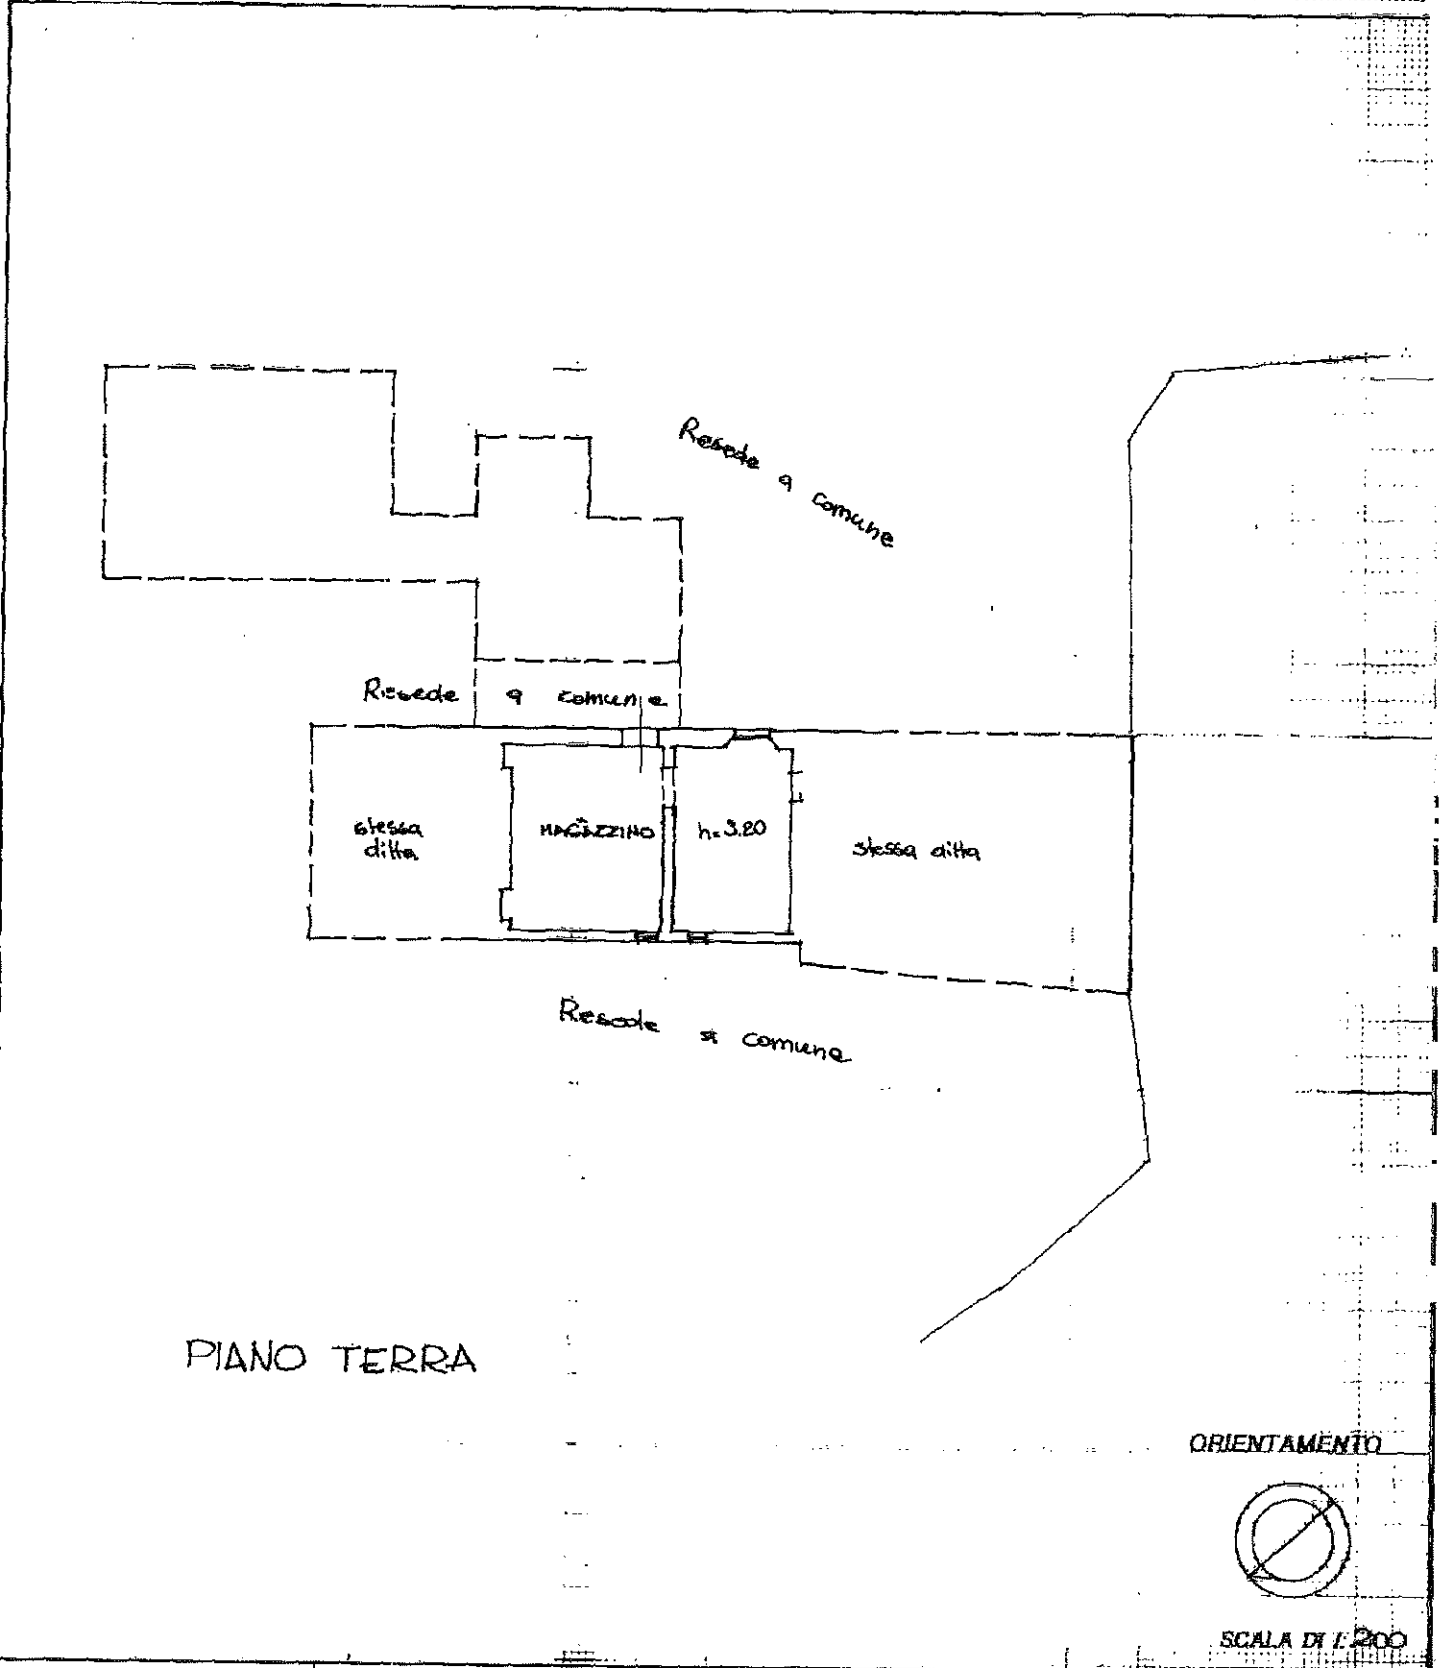 Resede a comune
Resede a comune
stessa
ditta
MAGAZZINO
h=3.20
stessa ditta
Resede a comune
PIANO TERRA
ORIENTAMENTO
SCALA DI 1:200